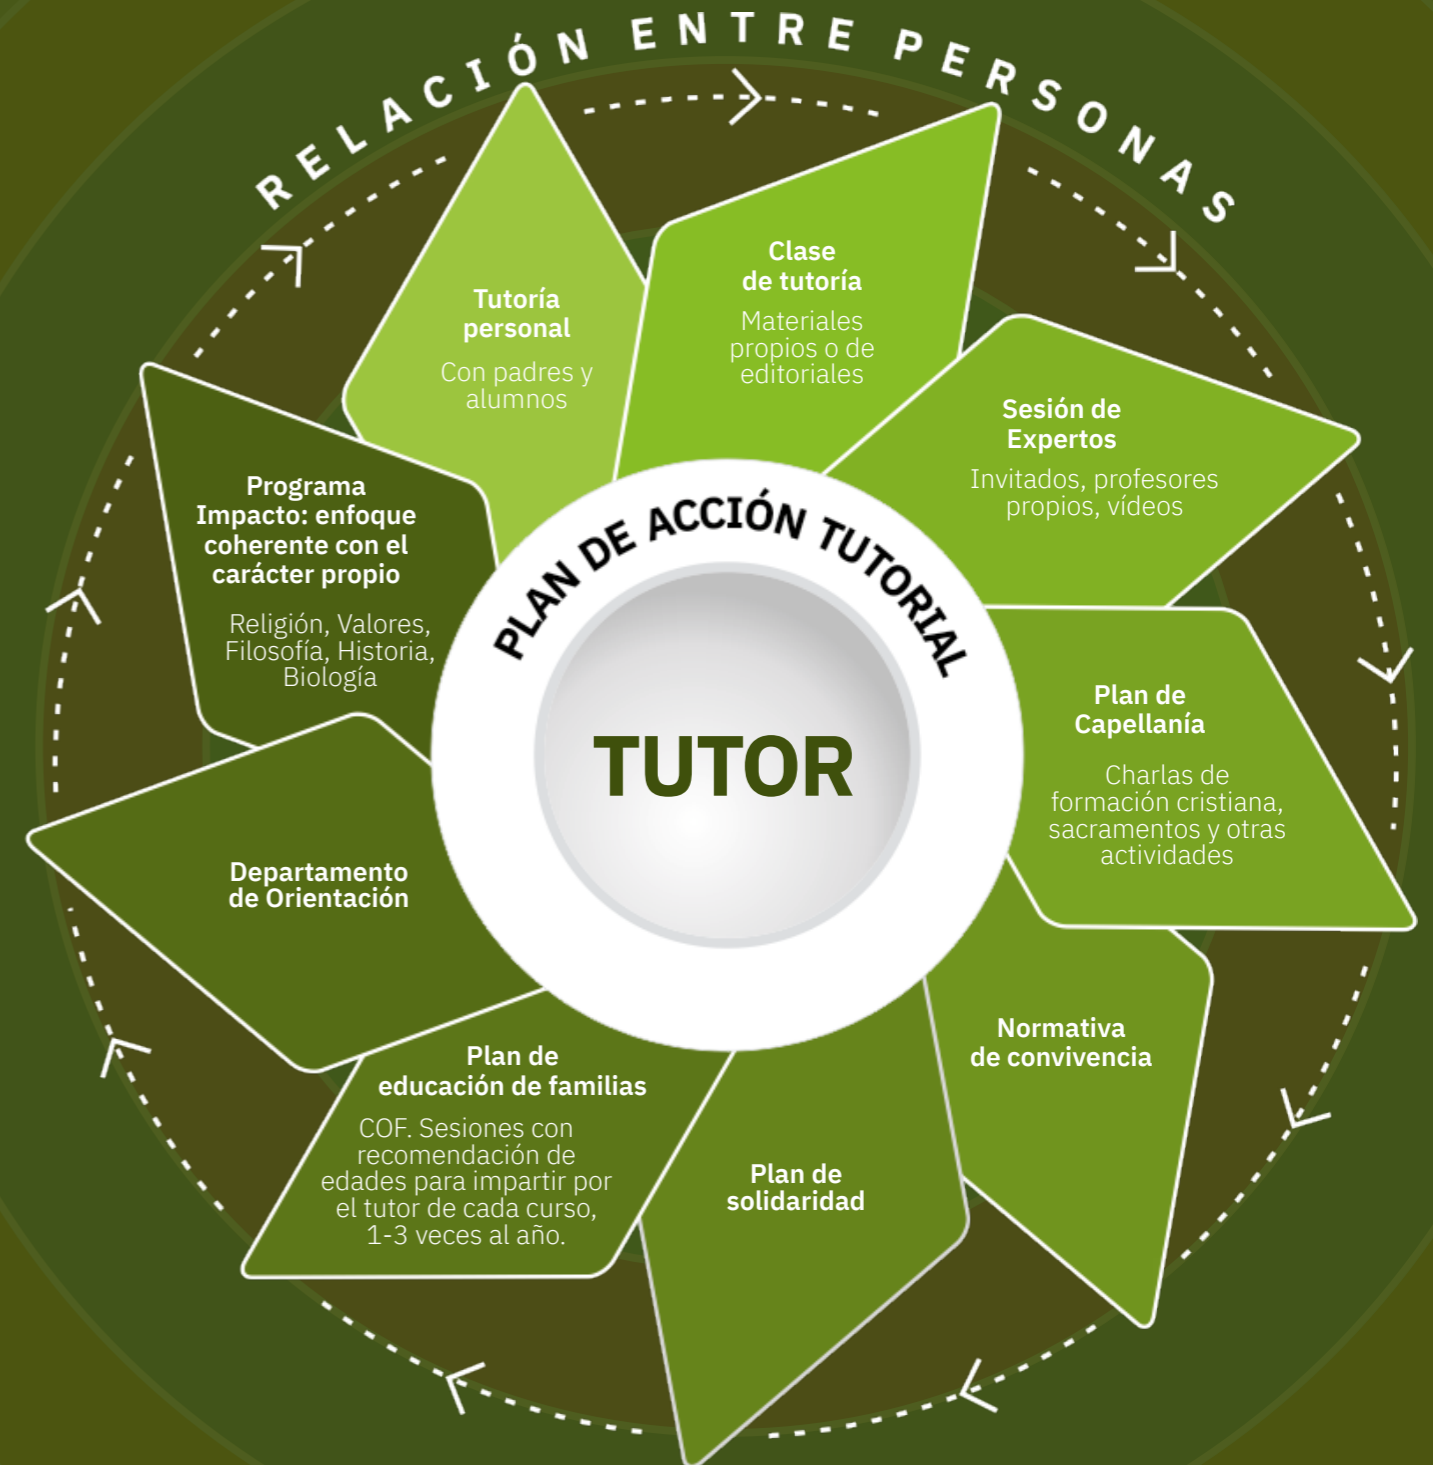 RELACIÓN ENTRE PERSONAS
Tutoría
personal
Con padres y
alumnos
Clase
de tutoría
Materiales
propios o de
editoriales
Sesión de
Expertos
Invitados, profesores
propios, vídeos
Plan de
Capellanía
Charlas de
formación cristiana,
sacramentos y otras
actividades
Normativa
de convivencia
Plan de
solidaridad
Plan de
educación de familias
COF. Sesiones con
recomendación de
edades para impartir por
el tutor de cada curso,
1-3 veces al año.
Departamento
de Orientación
Programa
Impacto: enfoque
coherente con el
carácter propio
Religión, Valores,
Filosofía, Historia,
Biología
PLAN DE ACCIÓN TUTORIAL
TUTOR